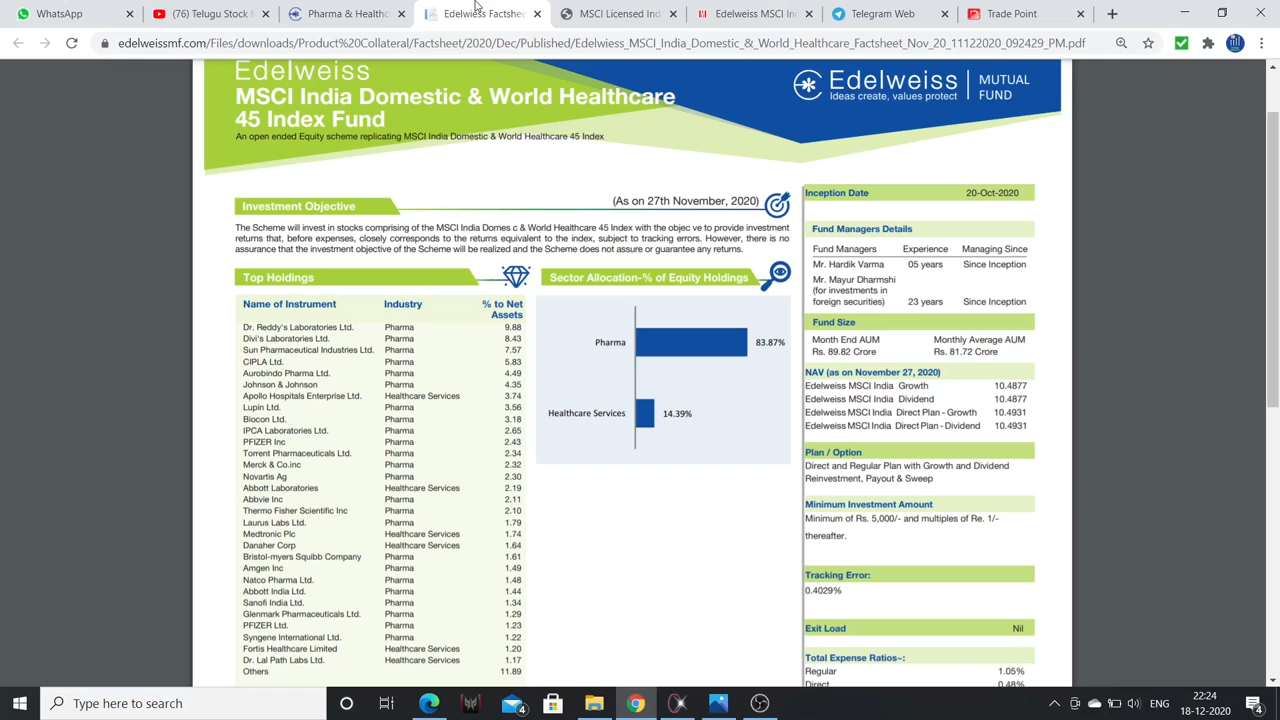 WhatsApp
(76) Telugu Stock M
Pharma & Healthc
Edelwiess Factshee
MSCI Licensed Ind
Edelweiss MSCI In
Telegram Web
Trade Point
edelweissmf.com/Files/downloads/Product%20Collateral/Factsheet/2020/Dec/Published/Edelwiess_MSCI_India_Domestic_&_World_Healthcare_Factsheet_Nov_20_11122020_092429_PM.pdf
Edelweiss
MSCI India Domestic & World Healthcare
45 Index Fund
An open ended Equity scheme replicating MSCI India Domestic & World Healthcare 45 Index
Edelweiss
Ideas create, values protect
MUTUAL
FUND
Investment Objective
(As on 27th November, 2020)
The Scheme will invest in stocks comprising of the MSCI India Domes c & World Healthcare 45 Index with the objec ve to provide investment
returns that, before expenses, closely corresponds to the returns equivalent to the index, subject to tracking errors. However, there is no
assurance that the investment objective of the Scheme will be realized and the Scheme does not assure or guarantee any returns.
Top Holdings
Name of Instrument Industry % to Net
Assets
Dr. Reddy's Laboratories Ltd. Pharma 9.88
Divi's Laboratories Ltd. Pharma 8.43
Sun Pharmaceutical Industries Ltd. Pharma 7.57
CIPLA Ltd. Pharma 5.83
Aurobindo Pharma Ltd. Pharma 4.49
Johnson & Johnson Pharma 4.35
Apollo Hospitals Enterprise Ltd. Healthcare Services 3.74
Lupin Ltd. Pharma 3.56
Biocon Ltd. Pharma 3.18
IPCA Laboratories Ltd. Pharma 2.65
PFIZER Inc Pharma 2.43
Torrent Pharmaceuticals Ltd. Pharma 2.34
Merck & Co.inc Pharma 2.32
Novartis Ag Pharma 2.30
Abbott Laboratories Healthcare Services 2.19
Abbvie Inc Pharma 2.11
Thermo Fisher Scientific Inc Pharma 2.10
Laurus Labs Ltd. Pharma 1.79
Medtronic Plc Healthcare Services 1.74
Danaher Corp Healthcare Services 1.64
Bristol-myers Squibb Company Pharma 1.61
Amgen Inc Pharma 1.49
Natco Pharma Ltd. Pharma 1.48
Abbott India Ltd. Pharma 1.44
Sanofi India Ltd. Pharma 1.34
Glenmark Pharmaceuticals Ltd. Pharma 1.29
PFIZER Ltd. Pharma 1.23
Syngene International Ltd. Pharma 1.22
Fortis Healthcare Limited Healthcare Services 1.20
Dr. Lal Path Labs Ltd. Healthcare Services 1.17
Others 11.89
Sector Allocation-% of Equity Holdings
Pharma 83.87%
Healthcare Services 14.39%
Inception Date 20-Oct-2020
Fund Managers Details
Fund Managers Experience Managing Since
Mr. Hardik Varma 05 years Since Inception
Mr. Mayur Dharmshi
(for investments in
foreign securities) 23 years Since Inception
Fund Size
Month End AUM Monthly Average AUM
Rs. 89.82 Crore Rs. 81.72 Crore
NAV (as on November 27, 2020)
Edelweiss MSCI India Growth 10.4877
Edelweiss MSCI India Dividend 10.4877
Edelweiss MSCI India Direct Plan - Growth 10.4931
Edelweiss MSCI India Direct Plan - Dividend 10.4931
Plan / Option
Direct and Regular Plan with Growth and Dividend
Reinvestment, Payout & Sweep
Minimum Investment Amount
Minimum of Rs. 5,000/- and multiples of Re. 1/-
thereafter.
Tracking Error:
0.4029%
Exit Load Nil
Total Expense Ratios~:
Regular 1.05%
Direct 0.48%
Type here to search
4
ENG
22:24
18-12-2020
4